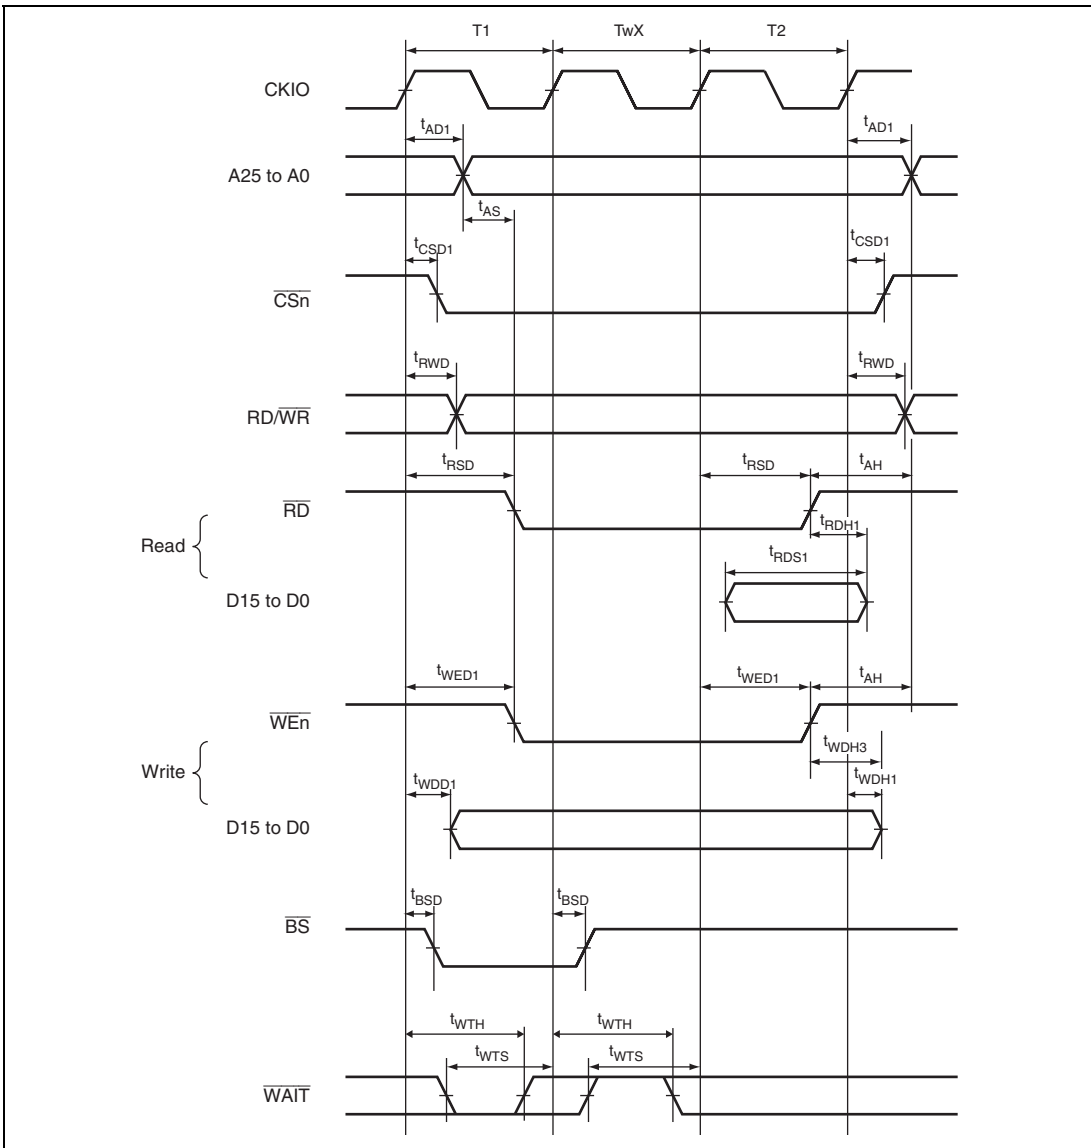 T1 TwX T2
CKIO
tAD1 tAD1
A25 to A0
tAS
tCSD1 tCSD1
CSn
tRWD tRWD
RD/WR
tRSD tRSD tAH
RD
tRDH1
Read
tRDS1
D15 to D0
tWED1 tWED1 tAH
WEn
tWDH3
Write
tWDD1 tWDH1
D15 to D0
tBSD tBSD
BS
tWTH tWTH
tWTS tWTS
WAIT